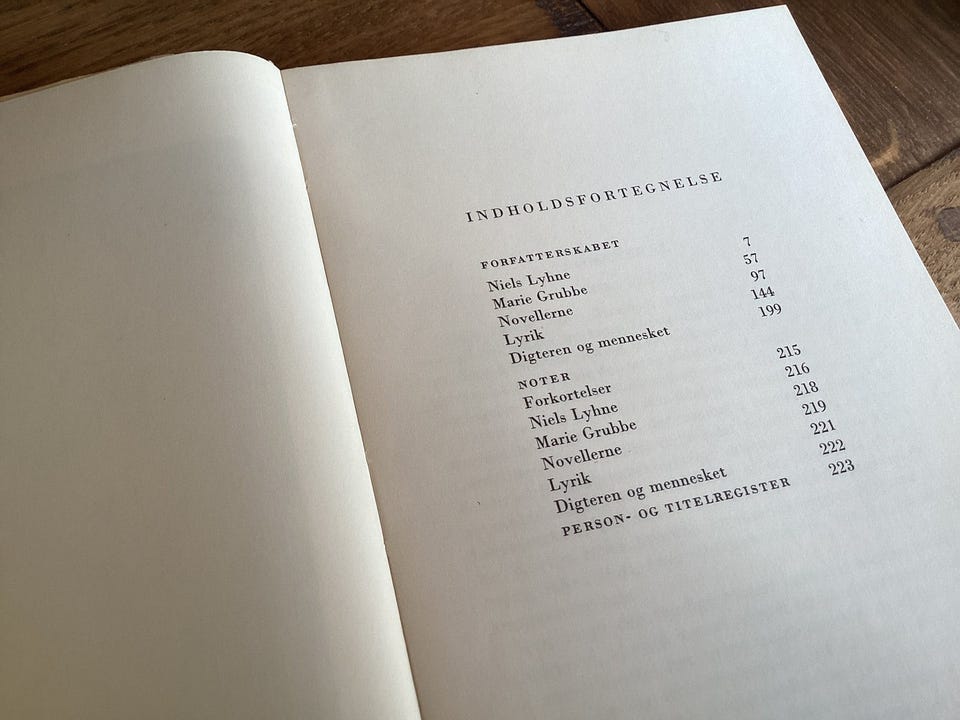 INDHOLDSFORTEGNELSE
FORFATTERSKABET
Niels Lyhne 7
Marie Grubbe 57
Novellerne 97
Lyrik 144
Digteren og mennesket 199
NOTER
Forkortelser 215
Niels Lyhne 216
Marie Grubbe 218
Novellerne 219
Lyrik 221
Digteren og mennesket 222
PERSON- OG TITELREGISTER 223